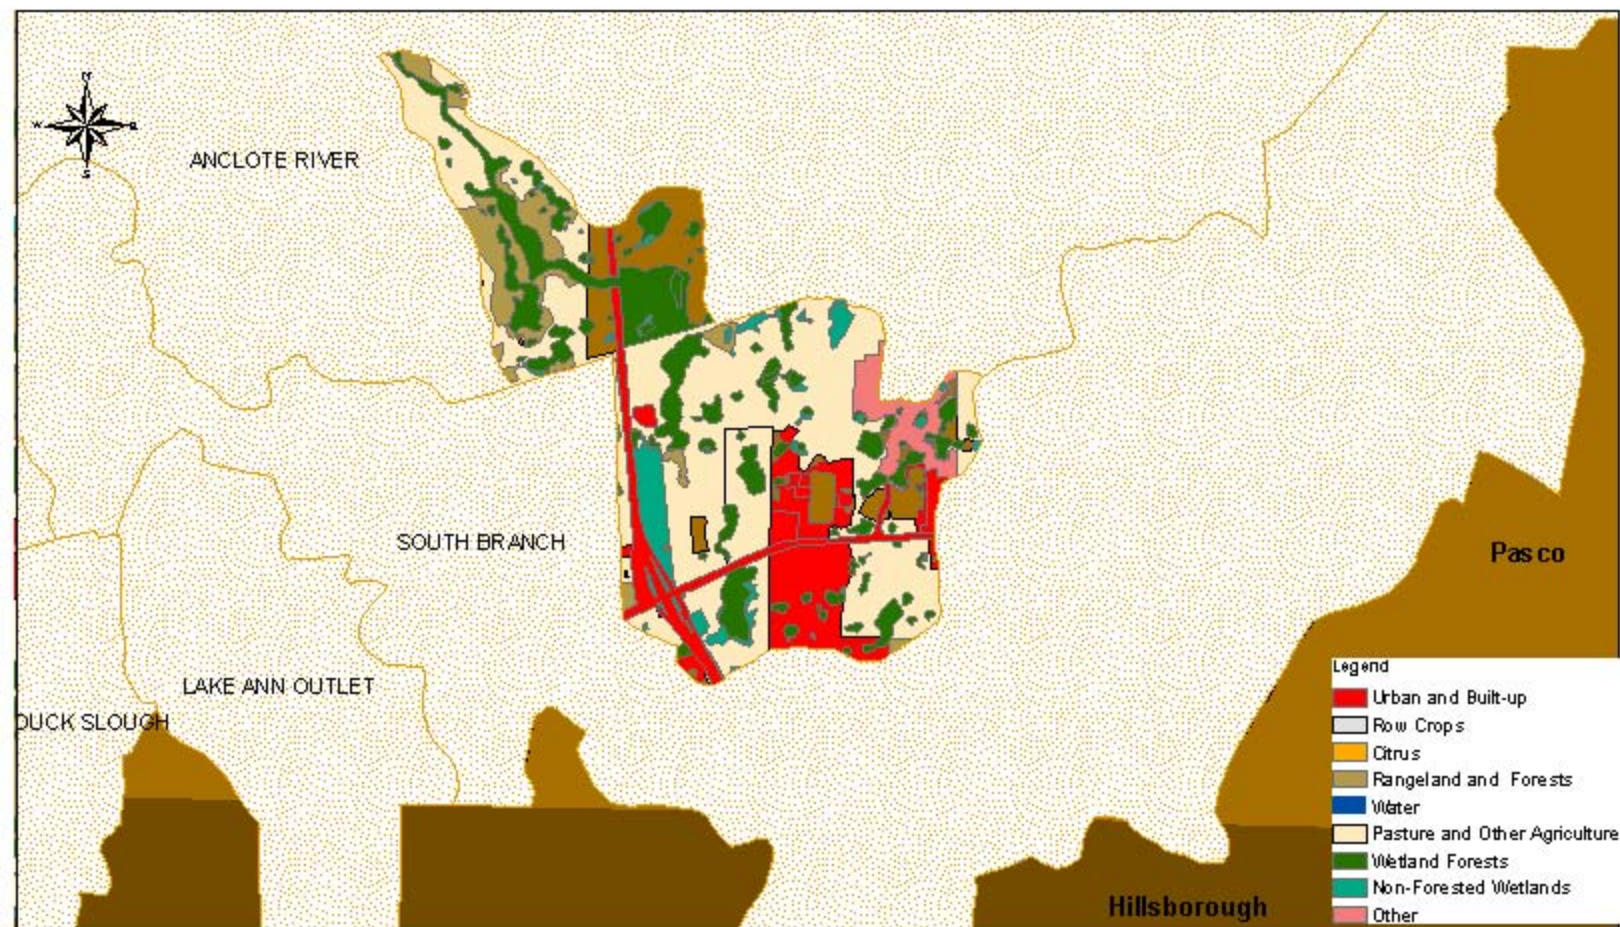 N
W
S
ANCLOTE RIVER
SOUTH BRANCH
Pasco
LAKE ANN OUTLET
DUCK SLOUGH
Hillsborough
Legend
Urban and Built-up
Row Crops
Citrus
Rangeland and Forests
Water
Pasture and Other Agriculture
Wetland Forests
Non-Forested Wetlands
Other